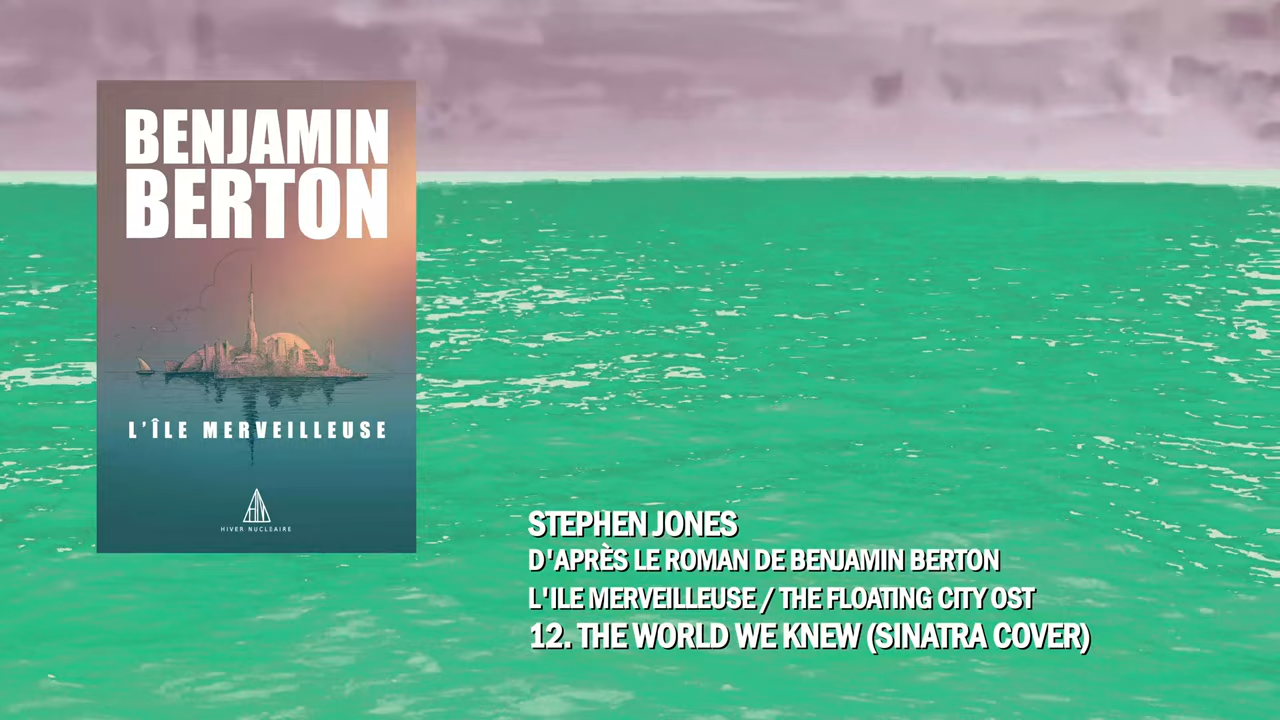 BENJAMIN
BERTON
L'ÎLE MERVEILLEUSE
HIVER NUCLEAIRE
STEPHEN JONES
D'APRÈS LE ROMAN DE BENJAMIN BERTON
L'ILE MERVEILLEUSE / THE FLOATING CITY OST
12. THE WORLD WE KNEW (SINATRA COVER)